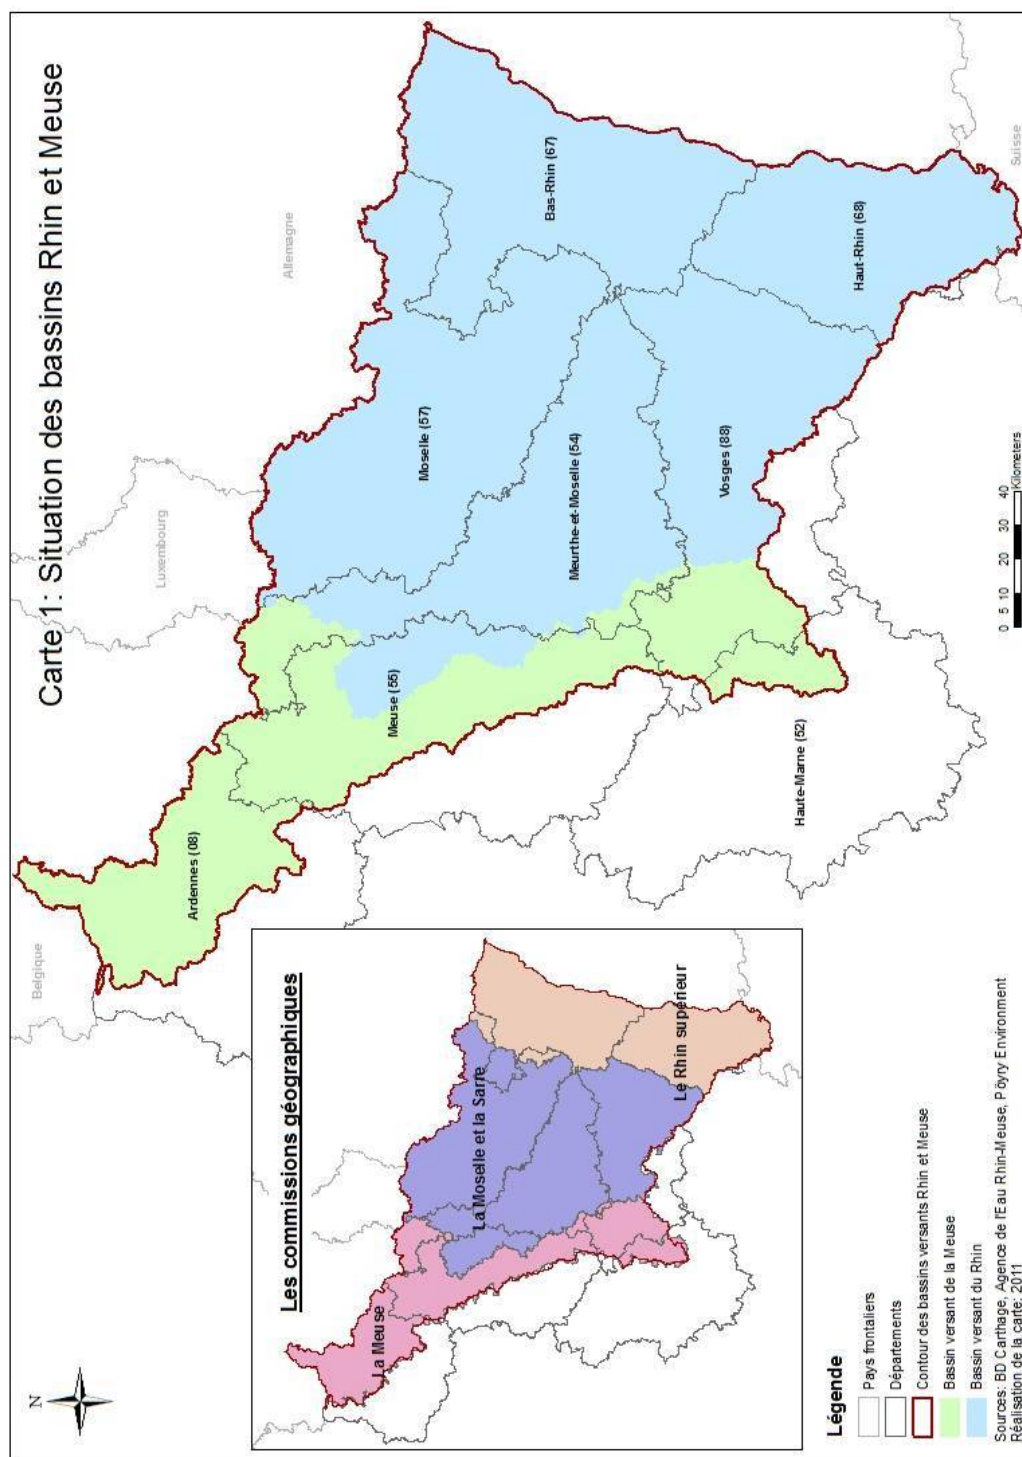 Carte 1: Situation des bassins Rhin et Meuse
N
Belgique
Luxembourg
Allemagne
Suisse
Ardennes (08)
Meuse (55)
Moselle (57)
Bas-Rhin (67)
Meurthe-et-Moselle (54)
Vosges (88)
Haut-Rhin (68)
Haute-Marne (52)
Les commissions géographiques
La Meuse
La Moselle et la Sarre
Le Rhin supérieur
0 5 10 20 30 40
Kilometers
Légende
Pays frontaliers
Départements
Contour des bassins versants Rhin et Meuse
Bassin versant de la Meuse
Bassin versant du Rhin
Sources: BD Carthage, Agence de l'Eau Rhin-Meuse, Pöyry Environment
Réalisation de la carte: 2011